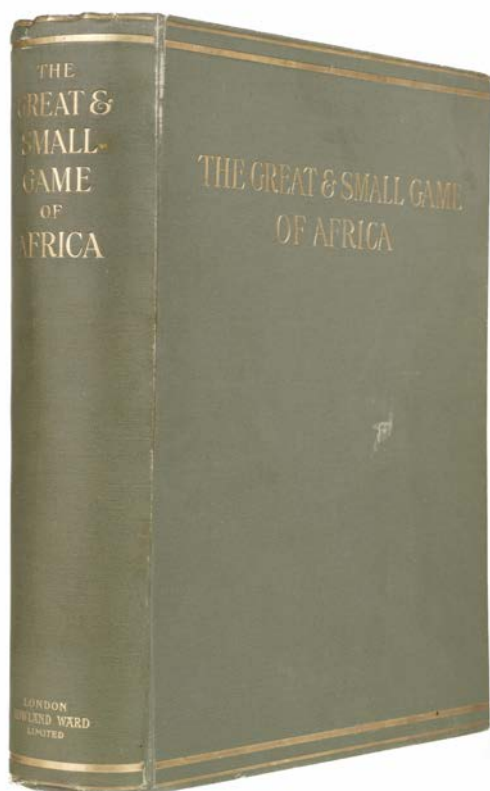 THE
GREAT &
SMALL
GAME
OF
AFRICA
LONDON
ROWLAND WARD
LIMITED
THE GREAT & SMALL GAME
OF AFRICA